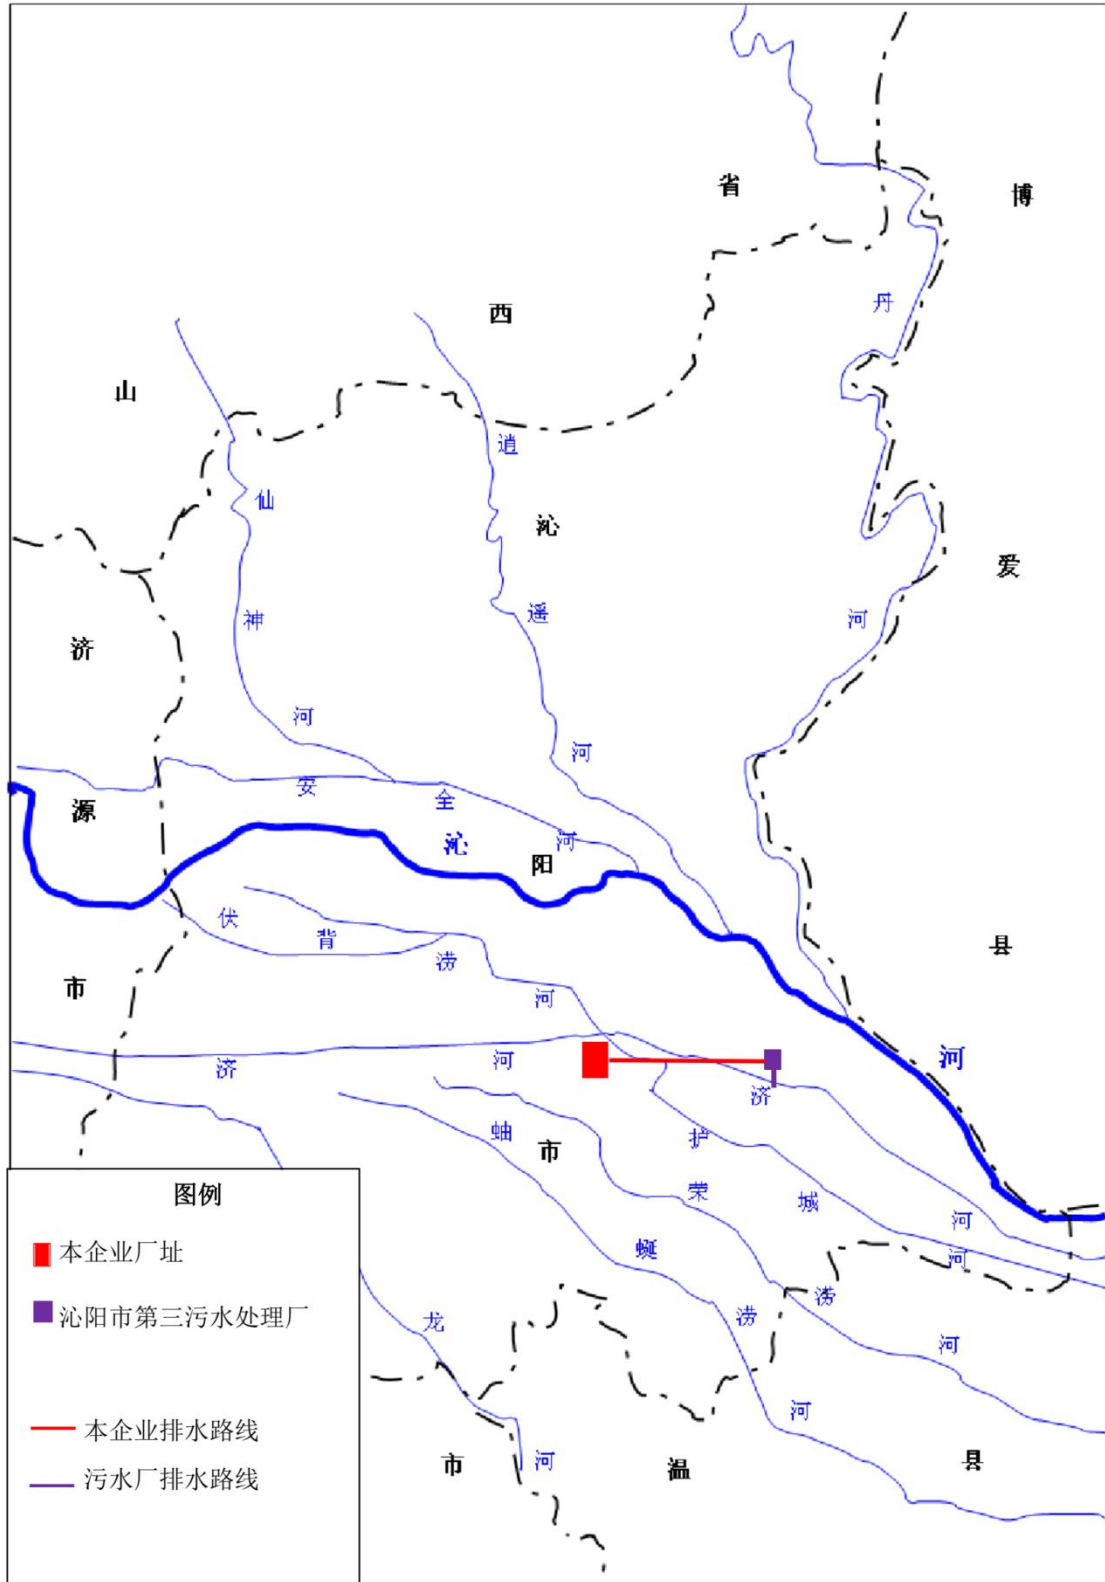 山西省
博爱县
济源市
沁阳市
温县
市
丹河
仙神河
逍遥河
安全河
沁河
伏背涝河
济河
济河
护城河
荣涝河
蚰蜒涝河
龙河
图例
本企业厂址
沁阳市第三污水处理厂
本企业排水路线
污水厂排水路线